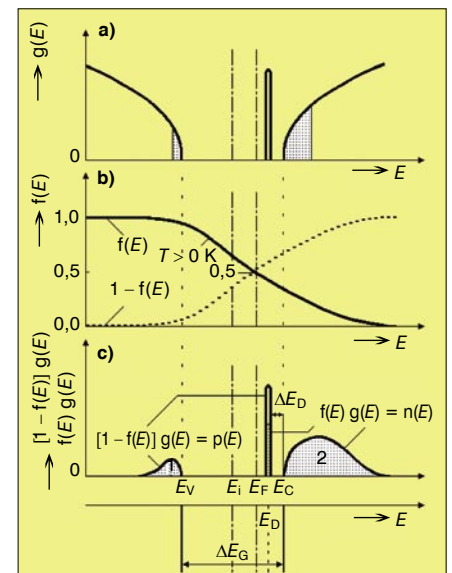 a)
g(E)
0
E
b)
f(E)
1,0
f(E)
T > 0 K
0,5
0,5
1 – f(E)
0,0
E
c)
[1–f(E)] g(E)
f(E) g(E)
ΔE_D
f(E) g(E) = n(E)
[1–f(E)] g(E) = p(E)
1
2
0
E_V E_i E_F E_C
E_D
E
ΔE_G